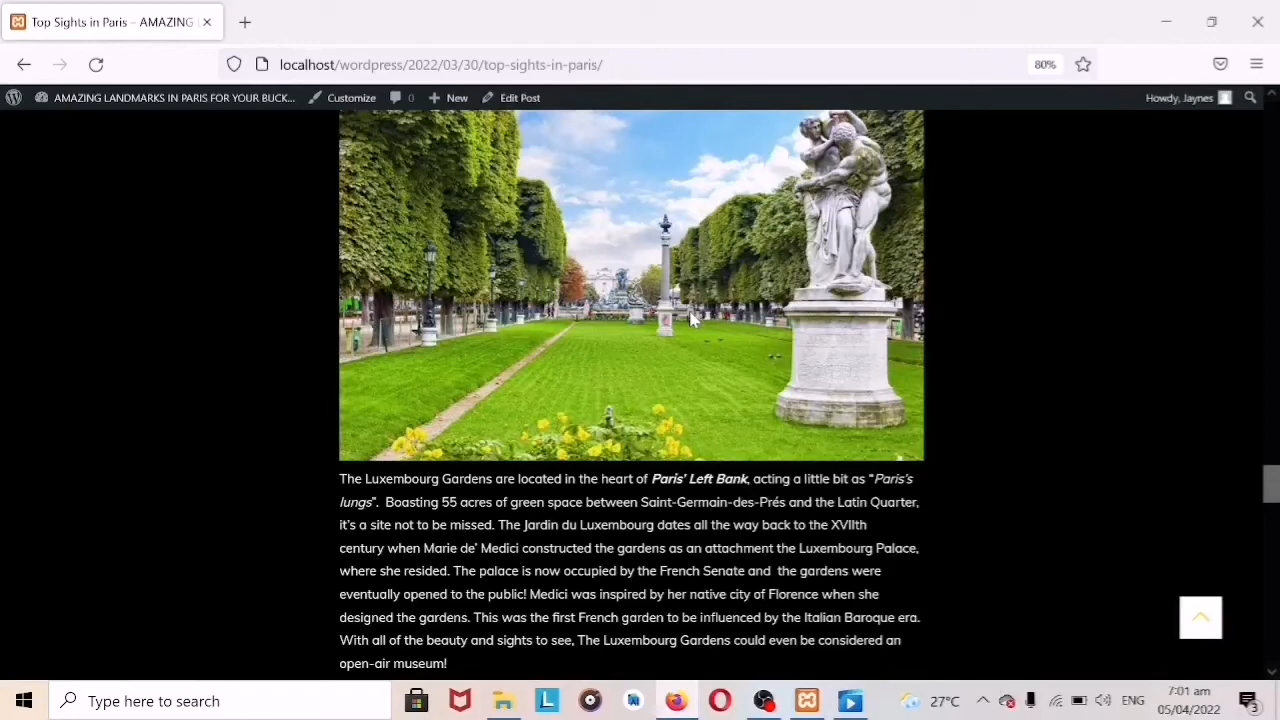 Top Sights in Paris – AMAZING
localhost/wordpress/2022/03/30/top-sights-in-paris/
80%
AMAZING LANDMARKS IN PARIS FOR YOUR BUCK...
Customize
0
New
Edit Post
Howdy, Jaynes
The Luxembourg Gardens are located in the heart of Paris' Left Bank, acting a little bit as “Paris’s
lungs”. Boasting 55 acres of green space between Saint-Germain-des-Prés and the Latin Quarter,
it’s a site not to be missed. The Jardin du Luxembourg dates all the way back to the XVIIth
century when Marie de’ Medici constructed the gardens as an attachment the Luxembourg Palace,
where she resided. The palace is now occupied by the French Senate and the gardens were
eventually opened to the public! Medici was inspired by her native city of Florence when she
designed the gardens. This was the first French garden to be influenced by the Italian Baroque era.
With all of the beauty and sights to see, The Luxembourg Gardens could even be considered an
open-air museum!
Type here to search
27°C
ENG
7:01 am
05/04/2022
3